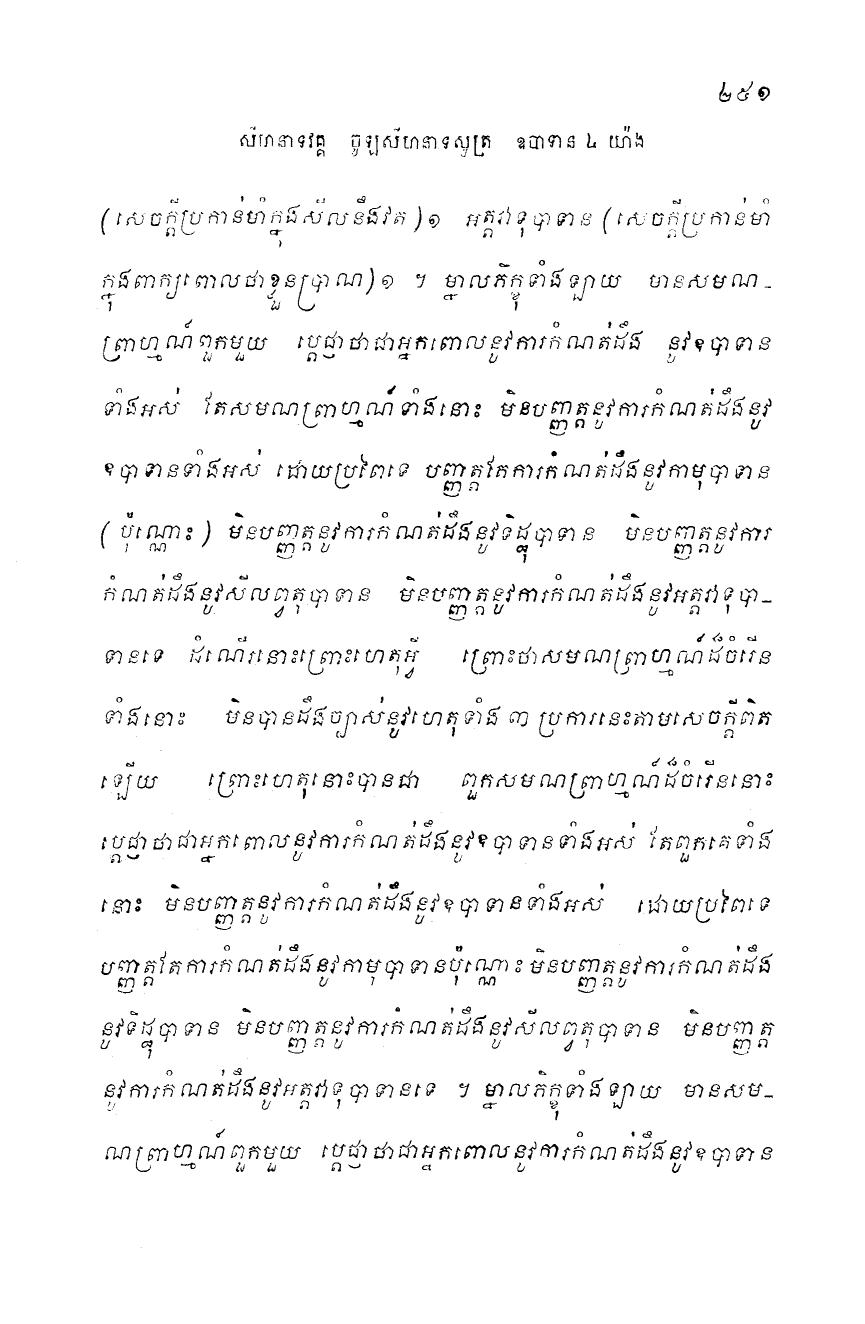 ២៥១
សីហនាទវគ្គ ចូឡសីហនាទសូត្រ ឧបាទាន ៤ យ៉ាង
(សេចក្តីប្រកាន់មាំក្នុងសីលនឹងវត)១ អត្តវាទុបាទាន (សេចក្តីប្រកាន់មាំ
ក្នុងពាក្យពោលថាខ្លួនប្រាណ)១ ។ ម្នាលភិក្ខុទាំងឡាយ មានសមណ-
ព្រាហ្មណ៍ពួកមួយ ប្តេជ្ញាថាជាអ្នកពោលនូវការកំណត់ដឹង នូវឧបាទាន
ទាំងអស់ តែសមណព្រាហ្មណ៍ទាំងនោះ មិនបញ្ញត្តនូវការកំណត់ដឹងនូវ
ឧបាទានទាំងអស់ ដោយប្រពៃទេ បញ្ញត្តតែការកំណត់ដឹងនូវកាមុបាទាន
(ប៉ុណ្ណោះ) មិនបញ្ញត្តនូវការកំណត់ដឹងនូវទិដ្ឋុបាទាន មិនបញ្ញត្តនូវការ
កំណត់ដឹងនូវសីលព្វតុបាទាន មិនបញ្ញត្តនូវការកំណត់ដឹងនូវអត្តវាទុបា-
ទានទេ ដំណើរនោះព្រោះហេតុអ្វី ព្រោះថាសមណព្រាហ្មណ៍ដ៏ចំរើន
ទាំងនោះ មិនបានដឹងច្បាស់នូវហេតុទាំង ៣ ប្រការនេះតាមសេចក្តីពិត
ឡើយ ព្រោះហេតុនោះបានជា ពួកសមណព្រាហ្មណ៍ដ៏ចំរើននោះ
ប្តេជ្ញាថាជាអ្នកពោលនូវការកំណត់ដឹងនូវឧបាទានទាំងអស់ តែពួកគេទាំង
នោះ មិនបញ្ញត្តនូវការកំណត់ដឹងនូវឧបាទានទាំងអស់ ដោយប្រពៃទេ
បញ្ញត្តតែការកំណត់ដឹងនូវកាមុបាទានប៉ុណ្ណោះ មិនបញ្ញត្តនូវការកំណត់ដឹង
នូវទិដ្ឋុបាទាន មិនបញ្ញត្តនូវការកំណត់ដឹងនូវសីលព្វតុបាទាន មិនបញ្ញត្ត
នូវការកំណត់ដឹងនូវអត្តវាទុបាទានទេ ។ ម្នាលភិក្ខុទាំងឡាយ មានសម-
ណព្រាហ្មណ៍ពួកមួយ ប្តេជ្ញាថាជាអ្នកពោលនូវការកំណត់ដឹងនូវឧបាទាន